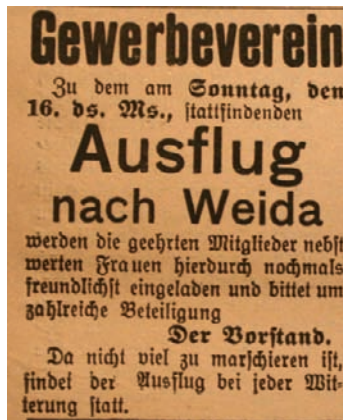 Gewerbeverein
Zu dem am Sonntag, den
16. ds. Ms., stattfindenden
Ausflug
nach Weida
werden die geehrten Mitglieder nebst
werten Frauen hierdurch nochmals
freundlichst eingeladen und bittet um
zahlreiche Beteiligung
Der Vorstand.
Da nicht viel zu marschieren ist,
findet der Ausflug bei jeder Wit-
terung statt.